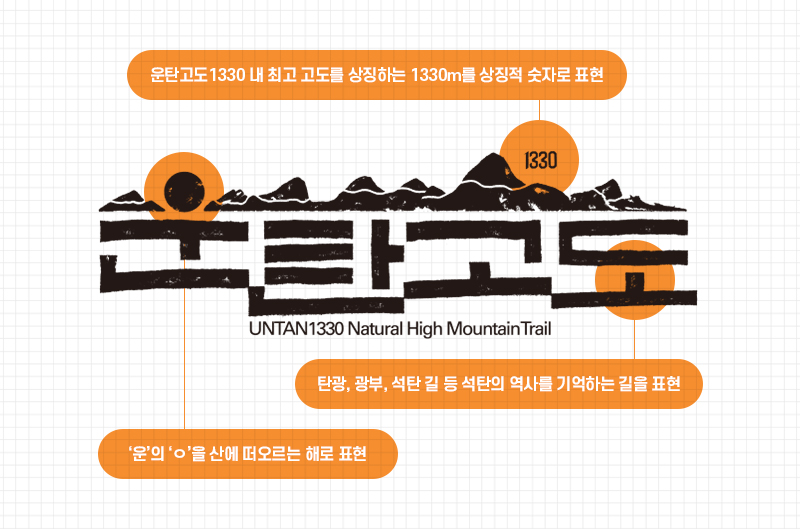 운탄고도1330 내 최고 고도를 상징하는 1330m를 상징적 숫자로 표현
1330
운탄고도
UNTAN1330 Natural High MountainTrail
탄광, 광부, 석탄 길 등 석탄의 역사를 기억하는 길을 표현
‘운’의 ‘ㅇ’을 산에 떠오르는 해로 표현